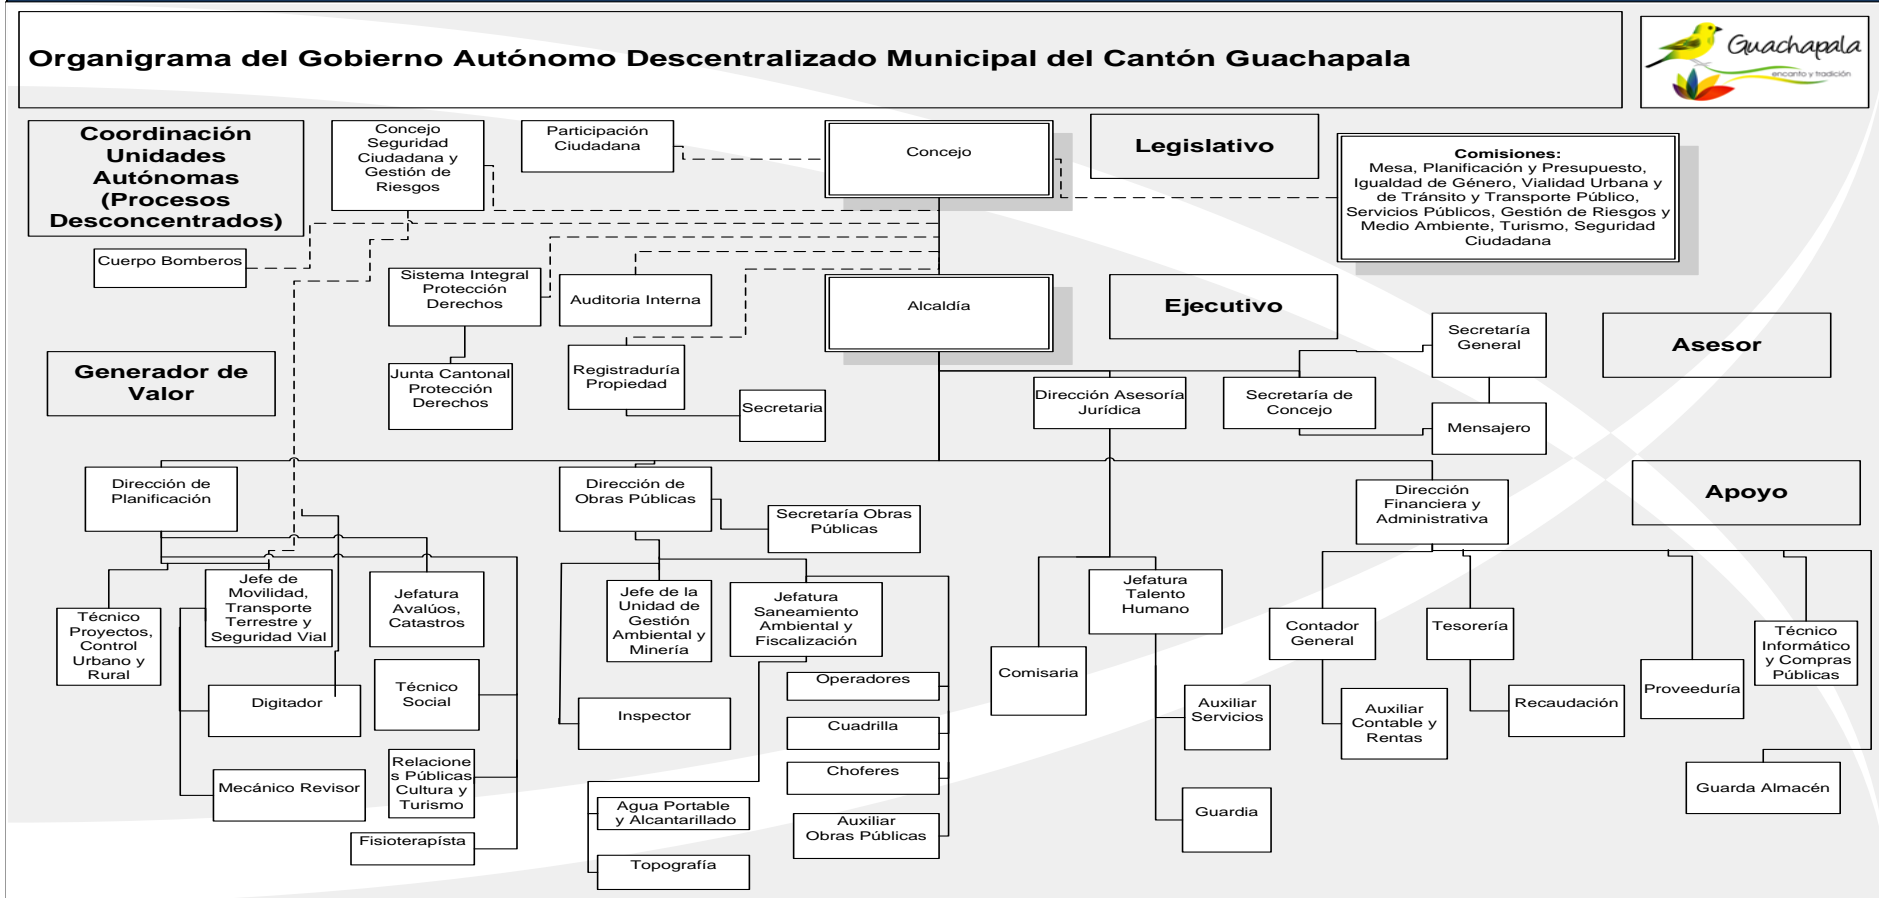 Organigrama del Gobierno Autónomo Descentralizado Municipal del Cantón Guachapala
Guachapala
encanto y tradición
Coordinación
Unidades
Autónomas
(Procesos
Desconcentrados)
Concejo
Seguridad
Ciudadana y
Gestión de
Riesgos
Participación
Ciudadana
Concejo
Legislativo
Comisiones:
Mesa, Planificación y Presupuesto,
Igualdad de Género, Vialidad Urbana y
de Tránsito y Transporte Público,
Servicios Públicos, Gestión de Riesgos y
Medio Ambiente, Turismo, Seguridad
Ciudadana
Cuerpo Bomberos
Sistema Integral
Protección
Derechos
Auditoria Interna
Alcaldía
Ejecutivo
Secretaría
General
Asesor
Generador de
Valor
Junta Cantonal
Protección
Derechos
Registraduría
Propiedad
Secretaria
Dirección Asesoría
Jurídica
Secretaría de
Concejo
Mensajero
Dirección de
Planificación
Dirección de
Obras Públicas
Secretaría Obras
Públicas
Dirección
Financiera y
Administrativa
Apoyo
Técnico
Proyectos,
Control
Urbano y
Rural
Jefe de
Movilidad,
Transporte
Terrestre y
Seguridad Vial
Jefatura
Avalúos,
Catastros
Jefe de la
Unidad de
Gestión
Ambiental y
Minería
Jefatura
Saneamiento
Ambiental y
Fiscalización
Jefatura
Talento
Humano
Contador
General
Tesorería
Técnico
Informático
y Compras
Públicas
Comisaria
Proveeduría
Digitador
Técnico
Social
Inspector
Operadores
Cuadrilla
Auxiliar
Servicios
Auxiliar
Contable y
Rentas
Recaudación
Mecánico Revisor
Relacione
s Públicas
Cultura y
Turismo
Choferes
Guarda Almacén
Agua Portable
y Alcantarillado
Auxiliar
Obras Públicas
Guardia
Fisioterapísta
Topografía